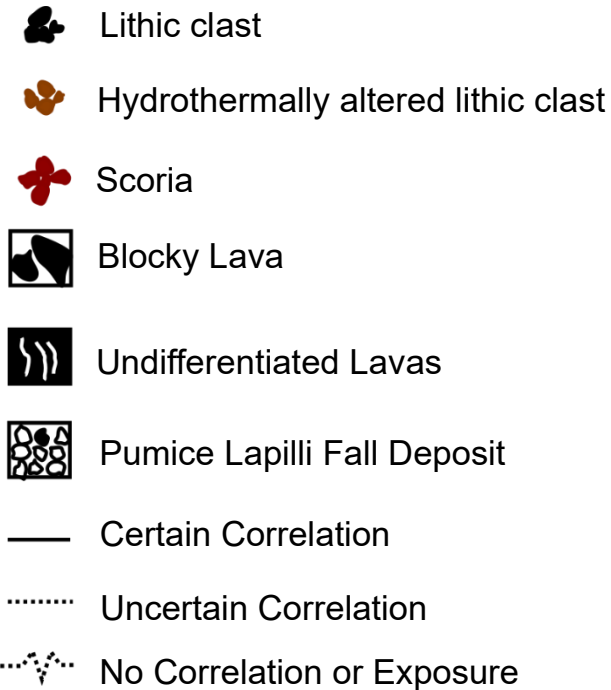 Lithic clast
Hydrothermally altered lithic clast
Scoria
Blocky Lava
Undifferentiated Lavas
Pumice Lapilli Fall Deposit
Certain Correlation
Uncertain Correlation
No Correlation or Exposure